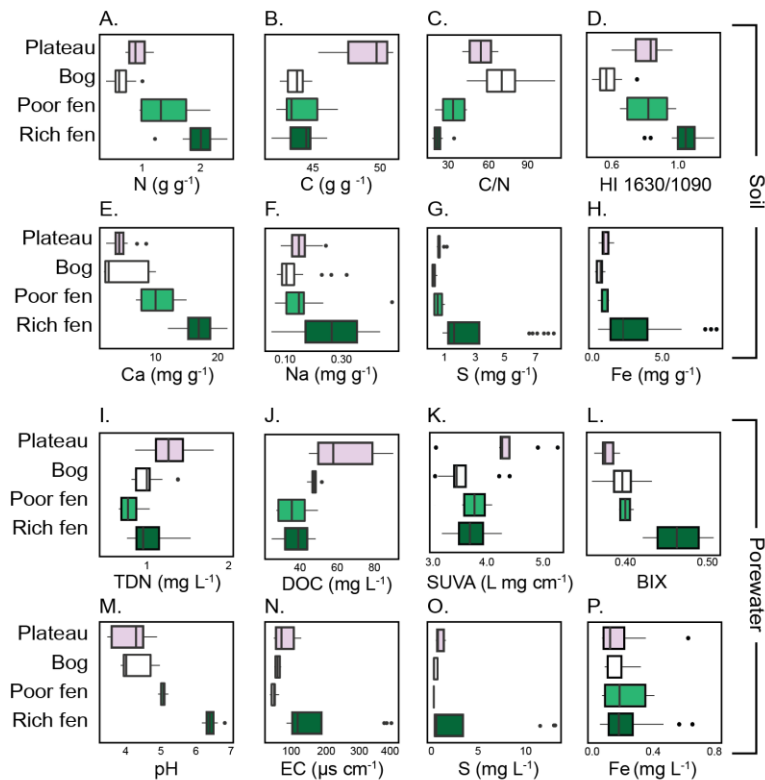 A. B. C. D.
Plateau
Bog
Poor fen
Rich fen
1 2 45 50 30 60 90 0.6 1.0
N (g g⁻¹) C (g g⁻¹) C/N HI 1630/1090
Soil
E. F. G. H.
Plateau
Bog
Poor fen
Rich fen
10 20 0.10 0.30 1 3 5 7 0.0 5.0
Ca (mg g⁻¹) Na (mg g⁻¹) S (mg g⁻¹) Fe (mg g⁻¹)
I. J. K. L.
Plateau
Bog
Poor fen
Rich fen
1 2 40 60 80 3.0 4.0 5.0 0.40 0.50
TDN (mg L⁻¹) DOC (mg L⁻¹) SUVA (L mg cm⁻¹) BIX
Porewater
M. N. O. P.
Plateau
Bog
Poor fen
Rich fen
4 5 6 7 100 200 300 400 0 5 10 0.0 0.4 0.8
pH EC (µs cm⁻¹) S (mg L⁻¹) Fe (mg L⁻¹)